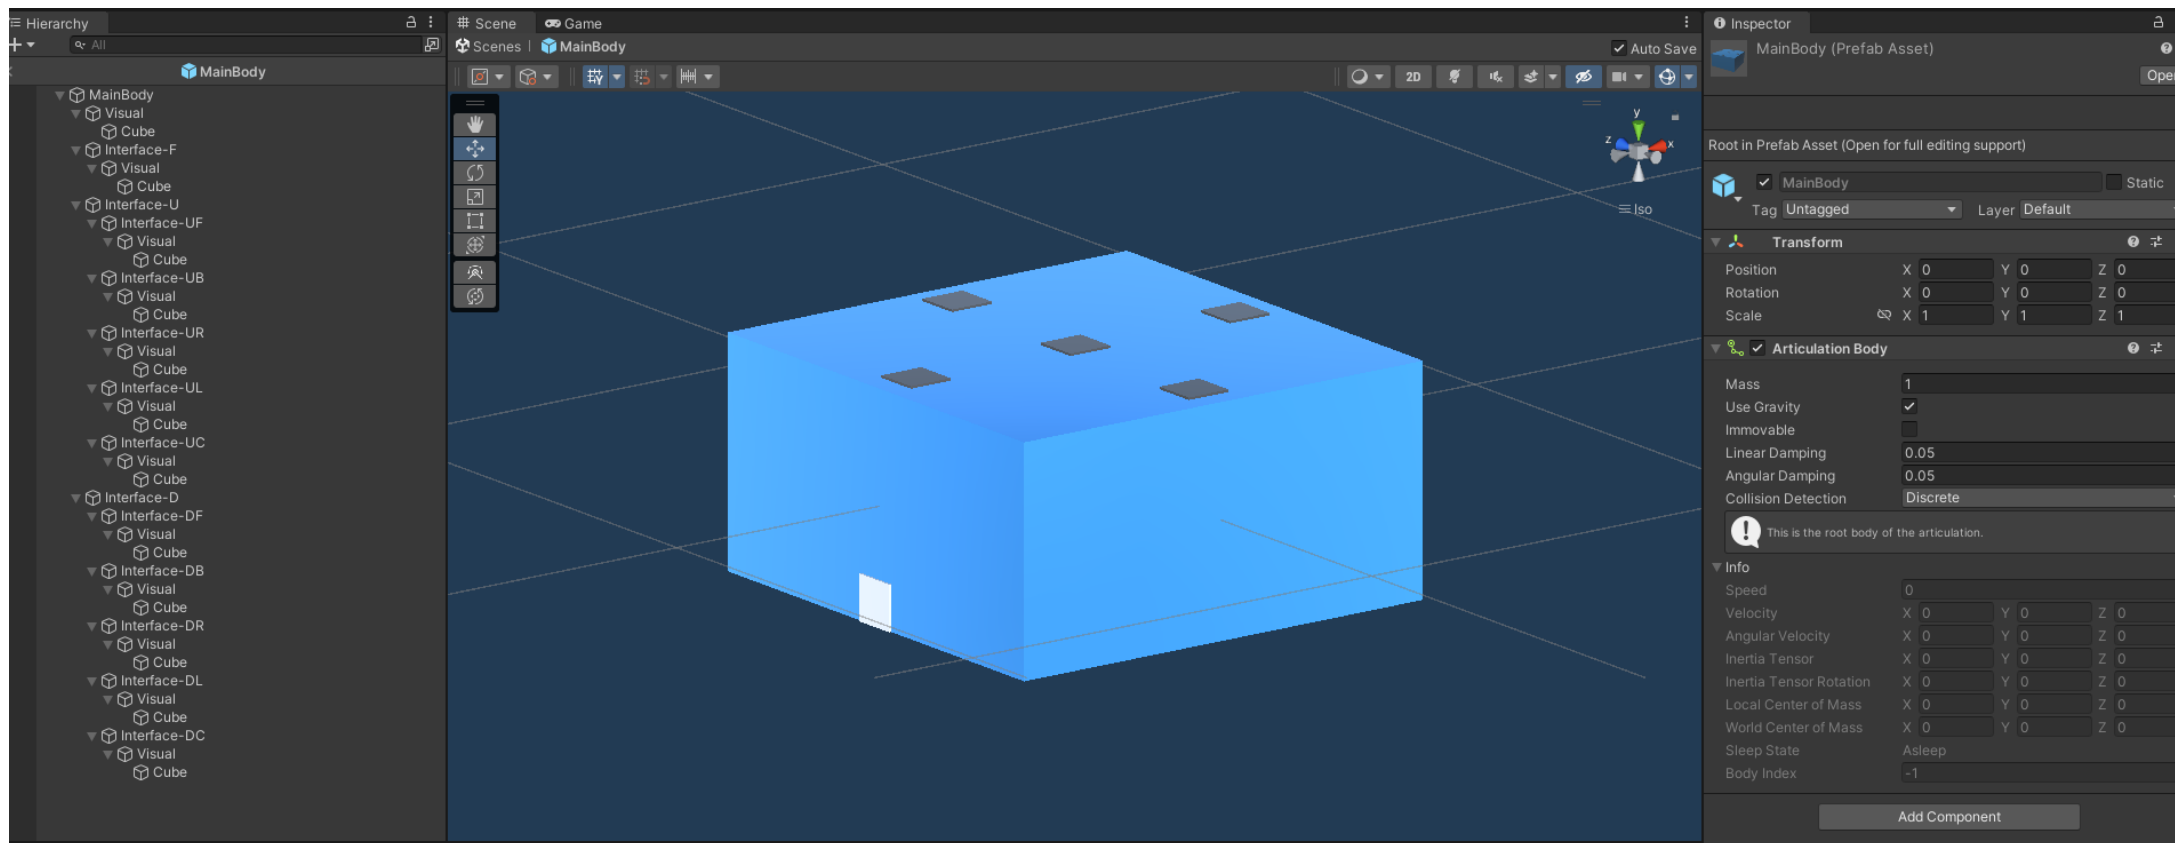 Hierarchy
All
MainBody
MainBody
Visual
Cube
Interface-F
Visual
Cube
Interface-U
Interface-UF
Visual
Cube
Interface-UB
Visual
Cube
Interface-UR
Visual
Cube
Interface-UL
Visual
Cube
Interface-UC
Visual
Cube
Interface-D
Interface-DF
Visual
Cube
Interface-DB
Visual
Cube
Interface-DR
Visual
Cube
Interface-DL
Visual
Cube
Interface-DC
Visual
Cube
Scene Game
Scenes | MainBody Auto Save
2D
y
z x
Iso
Inspector
MainBody (Prefab Asset)
Open
Root in Prefab Asset (Open for full editing support)
MainBody Static
Tag Untagged Layer Default
Transform
Position X 0 Y 0 Z 0
Rotation X 0 Y 0 Z 0
Scale X 1 Y 1 Z 1
Articulation Body
Mass 1
Use Gravity
Immovable
Linear Damping 0.05
Angular Damping 0.05
Collision Detection Discrete
This is the root body of the articulation.
Info
Speed 0
Velocity X 0 Y 0 Z 0
Angular Velocity X 0 Y 0 Z 0
Inertia Tensor X 0 Y 0 Z 0
Inertia Tensor Rotation X 0 Y 0 Z 0
Local Center of Mass X 0 Y 0 Z 0
World Center of Mass X 0 Y 0 Z 0
Sleep State Asleep
Body Index -1
Add Component